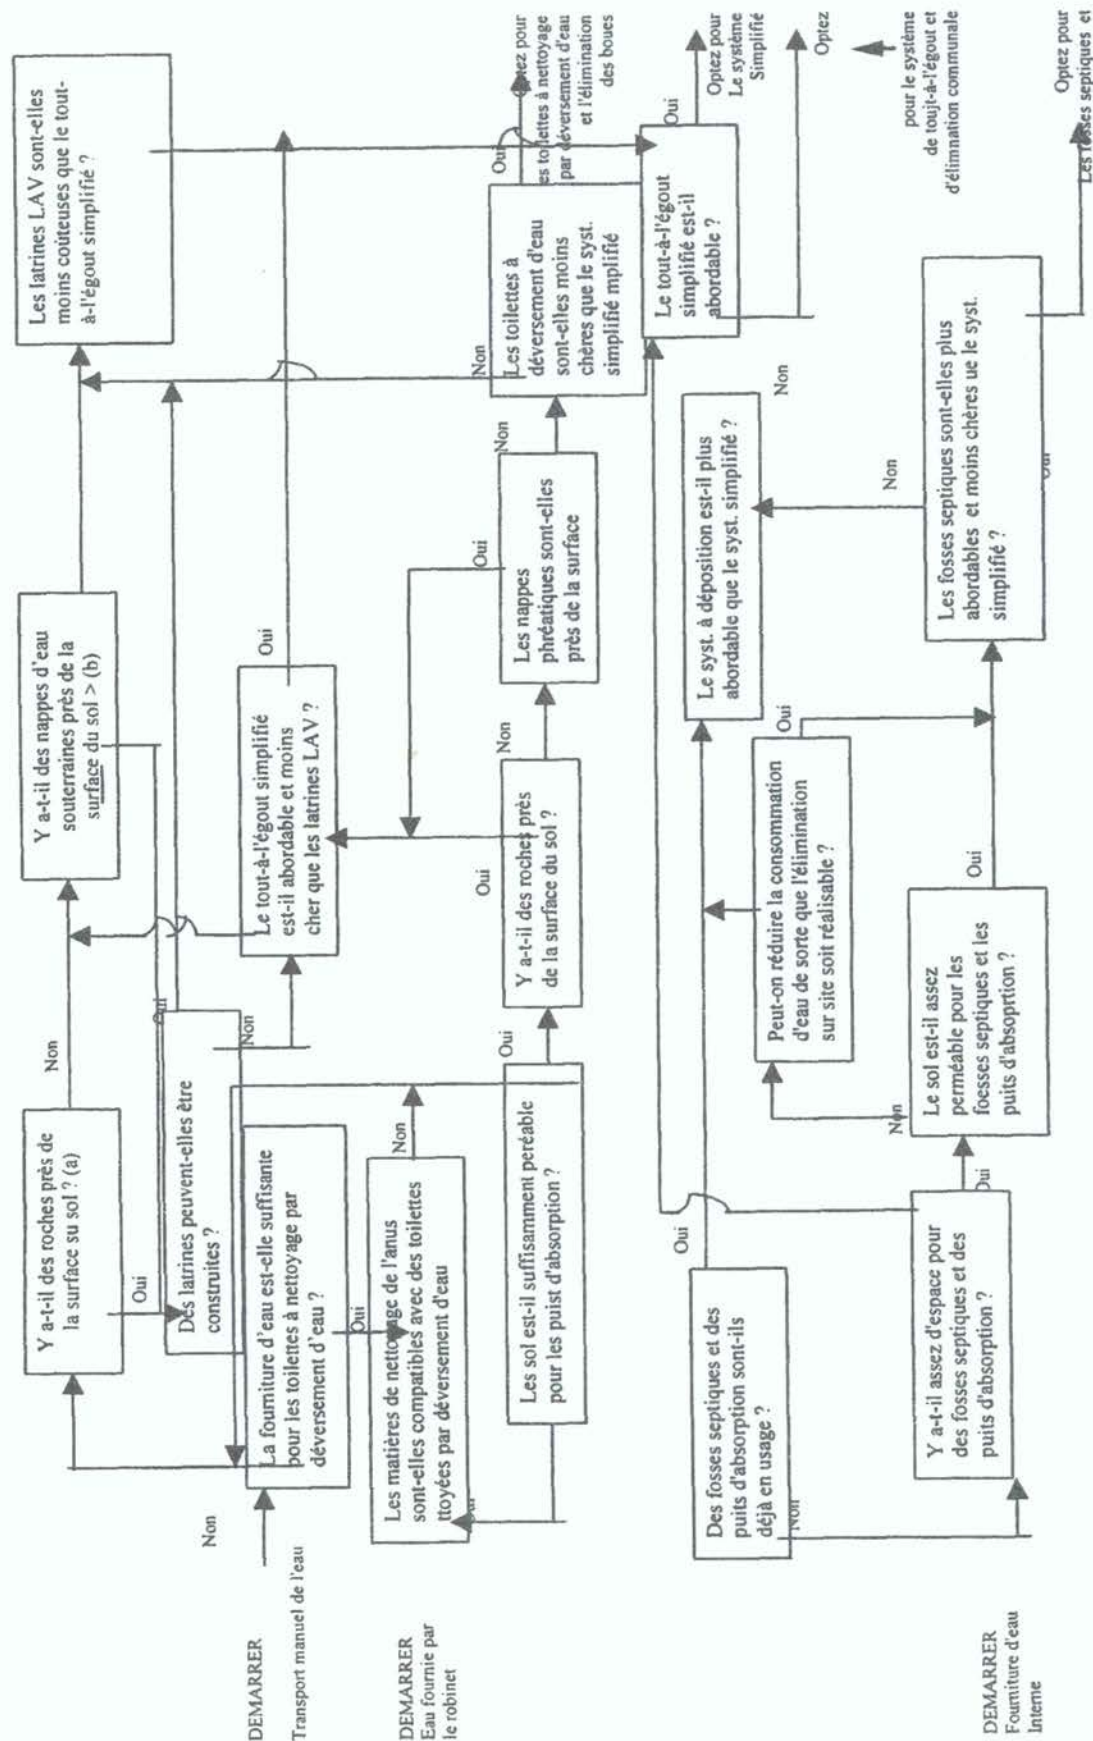 DEMARRER
Transport manuel de l'eau
Non
DEMARRER
Eau fournie par
le robinet
DEMARRER
Fourniture d'eau
Interne
Y a-t-il des roches près de
la surface su sol ? (a)
Oui
Non
Des latrines peuvent-elles être
construites ?
Oui
Non
La fourniture d'eau est-elle suffisante
pour les toilettes à nettoyage par
déversement d'eau ?
Oui
Les matières de nettoyage de l'anus
sont-elles compatibles avec des toilettes
ttoyées par déversement d'eau
Non
Oui
Les sol est-il suffisamment peréable
pour les puist d'absorption ?
Oui
Y a-t-il des nappes d'eau
souterraines près de la
surface du sol > (b)
Le tout-à-l'égout simplifié
est-il abordable et moins
cher que les latrines LAV ?
Oui
Y a-t-il des roches près
de la surface du sol ?
Oui
Non
Les nappes
phréatiques sont-elles
près de la surface
Oui
Non
Les latrines LAV sont-elles
moins coûteuses que le tout-
à-l'égout simplifié ?
Les toilettes à
déversement d'eau
sont-elles moins
chères que le syst.
simplifié mplifié
Non
Oui
es toilettes à nettoyage
par déversement d'eau
et l'élimination
des boues
Le tout-à-l'égout
simplifié est-il
abordable ?
Oui
Optez pour
Le système
Simplifié
Optez
pour le système
de toujt-à-l'égout et
d'élimnation communale
Des fosses septiques et des
puits d'absorption sont-ils
déjà en usage ?
Oui
Non
Y a-t-il assez d'espace pour
des fosses septiques et des
puits d'absorption ?
Oui
Le sol est-il assez
perméable pour les
foesses septiques et les
puits d'absoprtion ?
Non
Oui
Peut-on réduire la consommation
d'eau de sorte que l'élimination
sur site soit réalisable ?
Oui
Le syst. à déposition est-il plus
abordable que le syst. simplifié ?
Non
Les fosses septiques sont-elles plus
abordables et moins chères ue le syst.
simplifié ?
Non
Oui
Optez pour
Les fosses septiques et